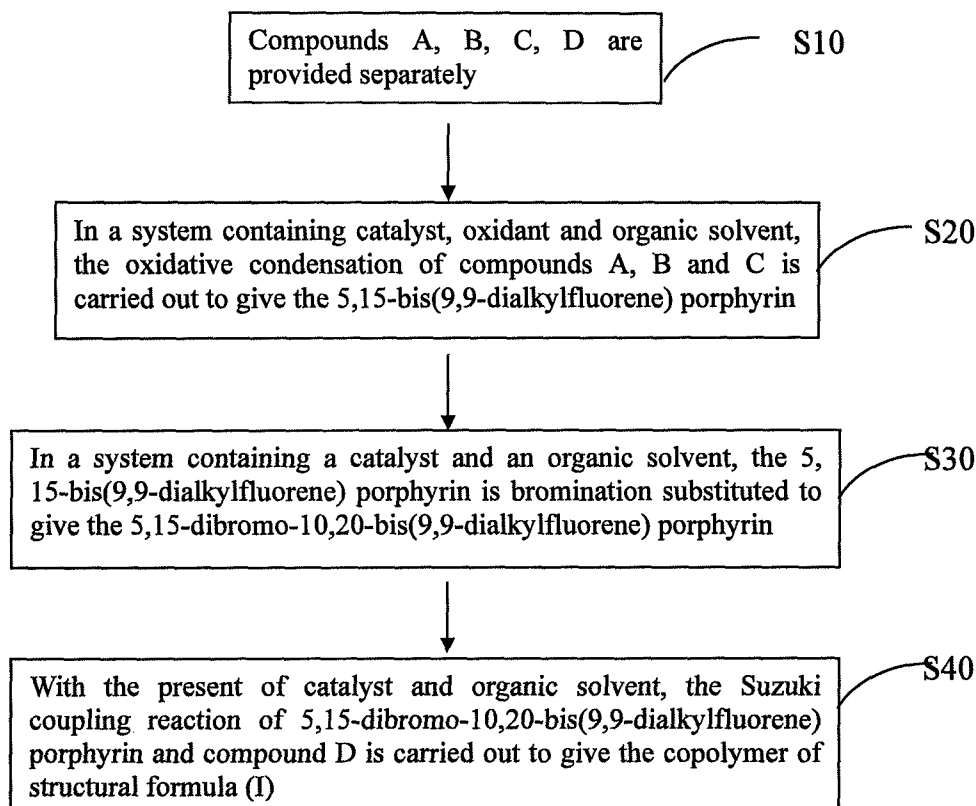 Compounds A, B, C, D are
provided separately
S10
In a system containing catalyst, oxidant and organic solvent,
the oxidative condensation of compounds A, B and C is
carried out to give the 5,15-bis(9,9-dialkylfluorene) porphyrin
S20
In a system containing a catalyst and an organic solvent, the 5,
15-bis(9,9-dialkylfluorene) porphyrin is bromination substituted to
give the 5,15-dibromo-10,20-bis(9,9-dialkylfluorene) porphyrin
S30
With the present of catalyst and organic solvent, the Suzuki
coupling reaction of 5,15-dibromo-10,20-bis(9,9-dialkylfluorene)
porphyrin and compound D is carried out to give the copolymer of
structural formula (I)
S40